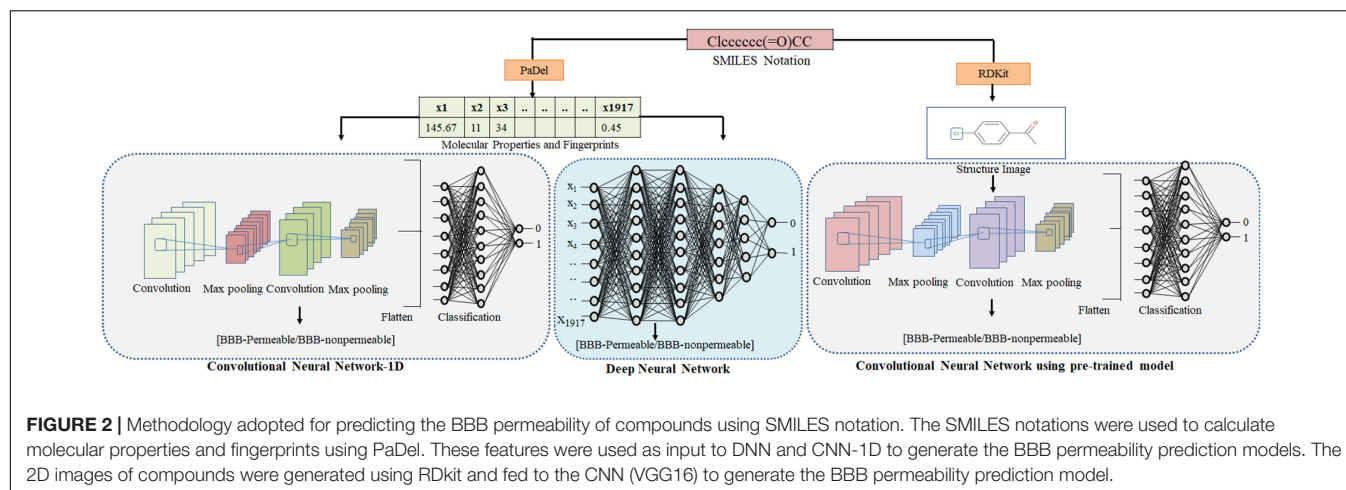 Clcccccc(=O)CC
SMILES Notation
PaDel
RDKit
x1 x2 x3 .. .. .. .. x1917
145.67 11 34 0.45
Molecular Properties and Fingerprints
Cl
O
Structure Image
Convolution Max pooling Convolution Max pooling
Flatten
Classification
0
1
[BBB-Permeable/BBB-nonpermeable]
Convolutional Neural Network-1D
x1
x2
x3
x4
..
..
..
x1917
0
1
[BBB-Permeable/BBB-nonpermeable]
Deep Neural Network
Convolution Max pooling Convolution Max pooling
Flatten
Classification
0
1
[BBB-Permeable/BBB-nonpermeable]
Convolutional Neural Network using pre-trained model
FIGURE 2 | Methodology adopted for predicting the BBB permeability of compounds using SMILES notation. The SMILES notations were used to calculate
molecular properties and fingerprints using PaDel. These features were used as input to DNN and CNN-1D to generate the BBB permeability prediction models. The
2D images of compounds were generated using RDkit and fed to the CNN (VGG16) to generate the BBB permeability prediction model.